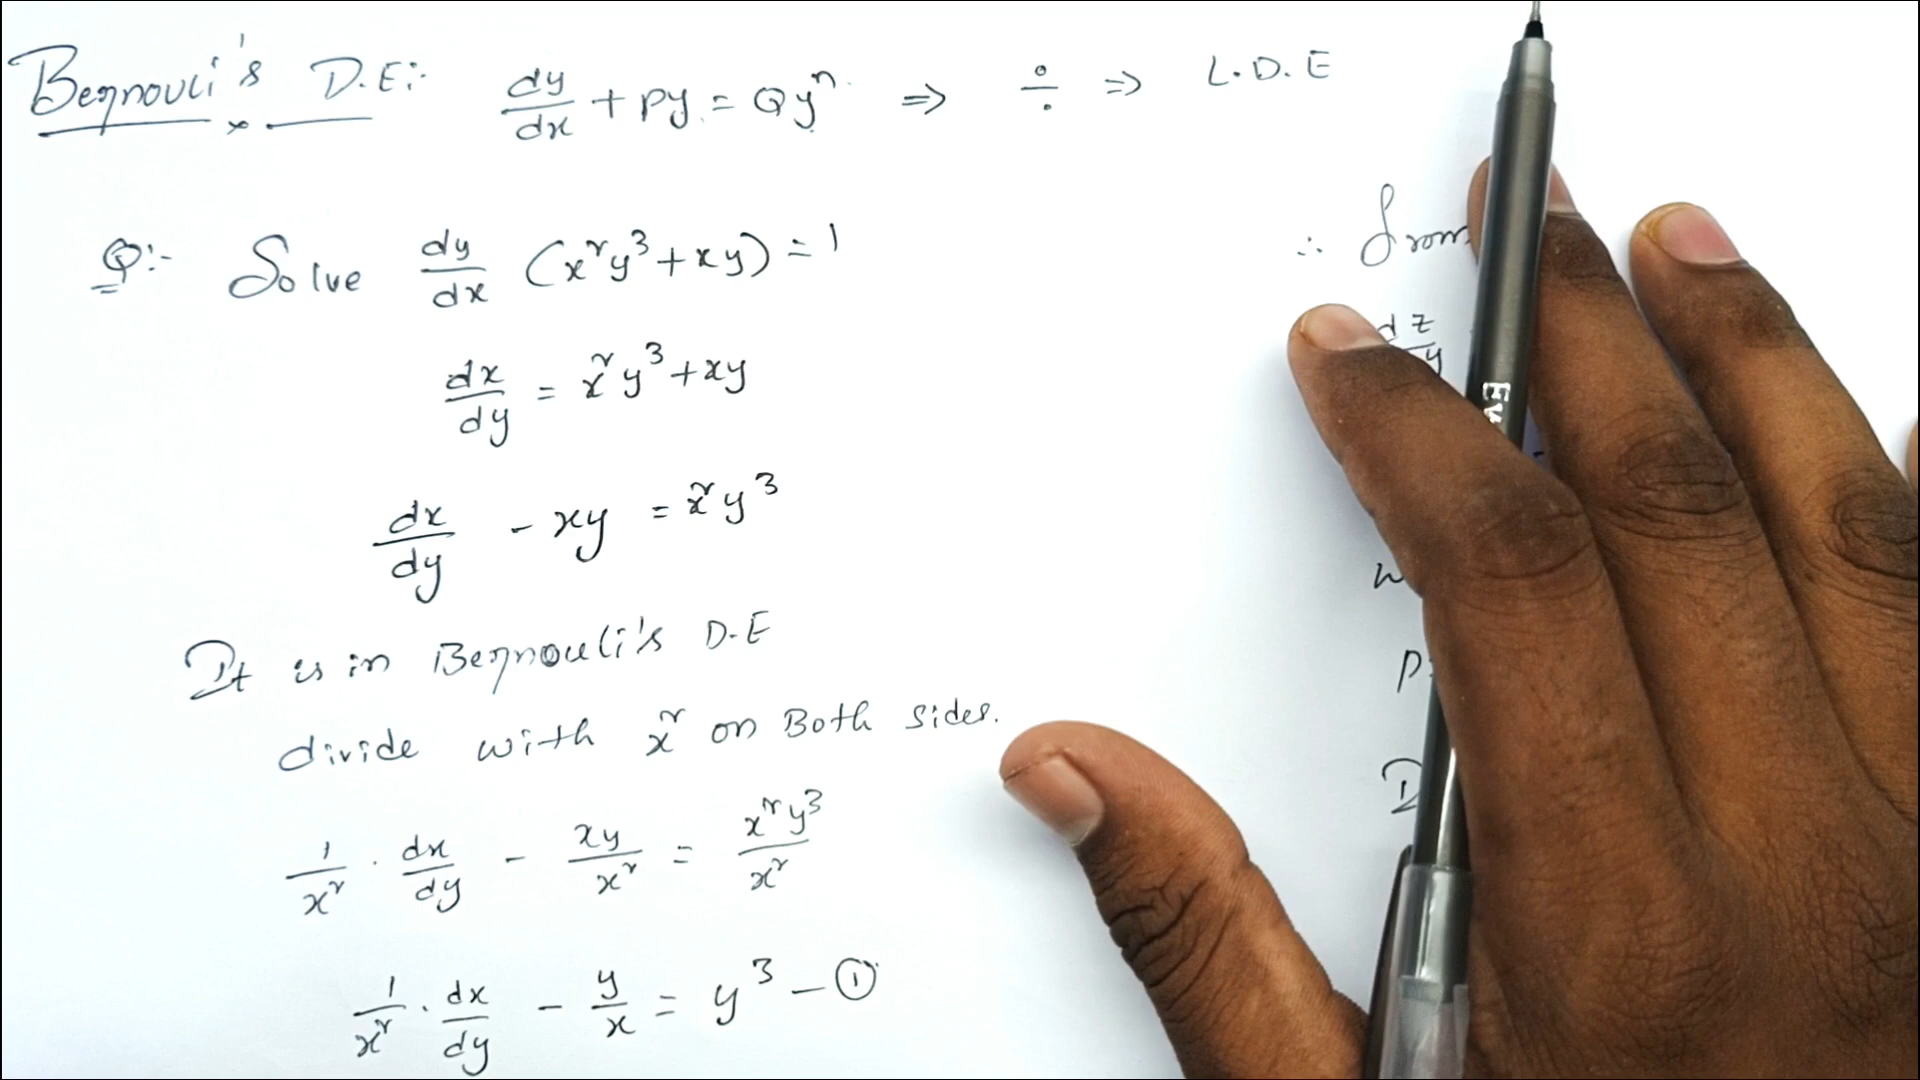 Bernouli's D.E:- dy/dx + Py = Qyⁿ ⇒ ÷ ⇒ L.D.E
Q:- Solve dy/dx (x²y³+xy) = 1
dx/dy = x²y³+xy
dx/dy - xy = x²y³
It is in Bernouli's D-E
divide with x² on Both sides.
1/x² · dx/dy - xy/x² = x²y³/x²
1/x² · dx/dy - y/x = y³ - ①
∴ from
dz
y